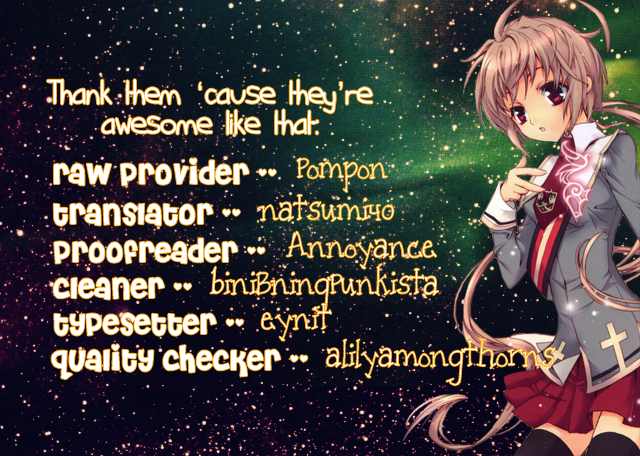 Thank them 'cause they're
awesome like that:
raw provider -- Pompon
translator -- natsumi40
proofreader -- Annoyance
cleaner -- biniBningPunkista
typesetter -- eynit
quality checker -- alilyamongthorns